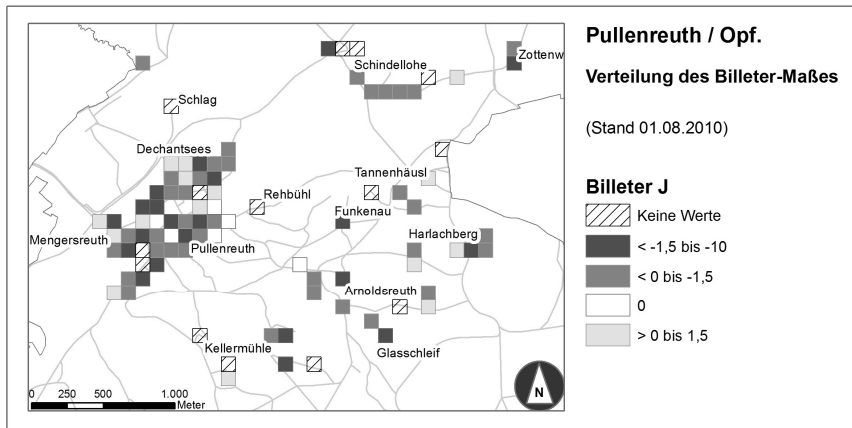 Pullenreuth / Opf.
Verteilung des Billeter-Maßes
(Stand 01.08.2010)
Billeter J
Keine Werte
< -1,5 bis -10
< 0 bis -1,5
0
> 0 bis 1,5
Schindellohe
Zottenw
Schlag
Dechantsees
Tannenhäusl
Rehbühl
Funkenau
Mengersreuth
Pullenreuth
Harlachberg
Arnoldsreuth
Kellermühle
Glasschleif
0 250 500 1.000
Meter
N